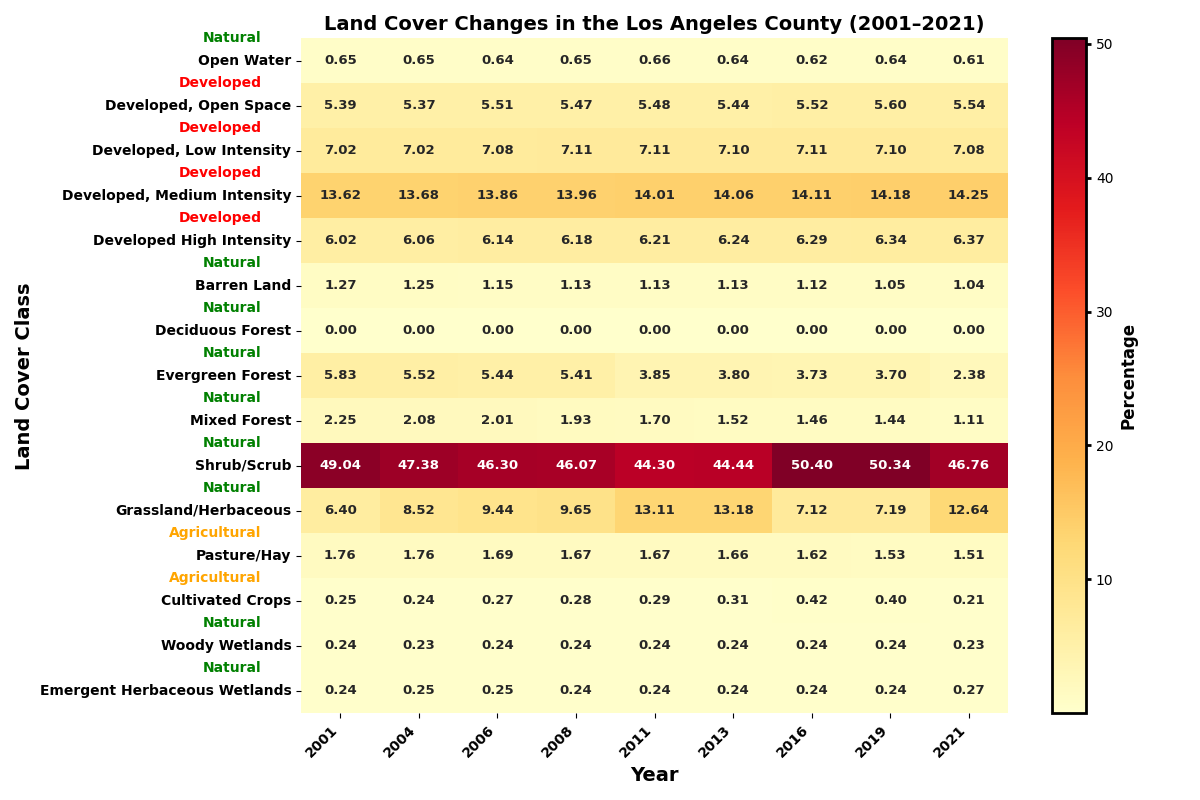 Land Cover Changes in the Los Angeles County (2001–2021)
Natural
Open Water 0.65 0.65 0.64 0.65 0.66 0.64 0.62 0.64 0.61
Developed
Developed, Open Space 5.39 5.37 5.51 5.47 5.48 5.44 5.52 5.60 5.54
Developed
Developed, Low Intensity 7.02 7.02 7.08 7.11 7.11 7.10 7.11 7.10 7.08
Developed
Developed, Medium Intensity 13.62 13.68 13.86 13.96 14.01 14.06 14.11 14.18 14.25
Developed
Developed High Intensity 6.02 6.06 6.14 6.18 6.21 6.24 6.29 6.34 6.37
Natural
Barren Land 1.27 1.25 1.15 1.13 1.13 1.13 1.12 1.05 1.04
Natural
Deciduous Forest 0.00 0.00 0.00 0.00 0.00 0.00 0.00 0.00 0.00
Natural
Evergreen Forest 5.83 5.52 5.44 5.41 3.85 3.80 3.73 3.70 2.38
Natural
Mixed Forest 2.25 2.08 2.01 1.93 1.70 1.52 1.46 1.44 1.11
Natural
Shrub/Scrub 49.04 47.38 46.30 46.07 44.30 44.44 50.40 50.34 46.76
Natural
Grassland/Herbaceous 6.40 8.52 9.44 9.65 13.11 13.18 7.12 7.19 12.64
Agricultural
Pasture/Hay 1.76 1.76 1.69 1.67 1.67 1.66 1.62 1.53 1.51
Agricultural
Cultivated Crops 0.25 0.24 0.27 0.28 0.29 0.31 0.42 0.40 0.21
Natural
Woody Wetlands 0.24 0.23 0.24 0.24 0.24 0.24 0.24 0.24 0.23
Natural
Emergent Herbaceous Wetlands 0.24 0.25 0.25 0.24 0.24 0.24 0.24 0.24 0.27
2001 2004 2006 2008 2011 2013 2016 2019 2021
Year
Land Cover Class
50
40
30
20
10
Percentage